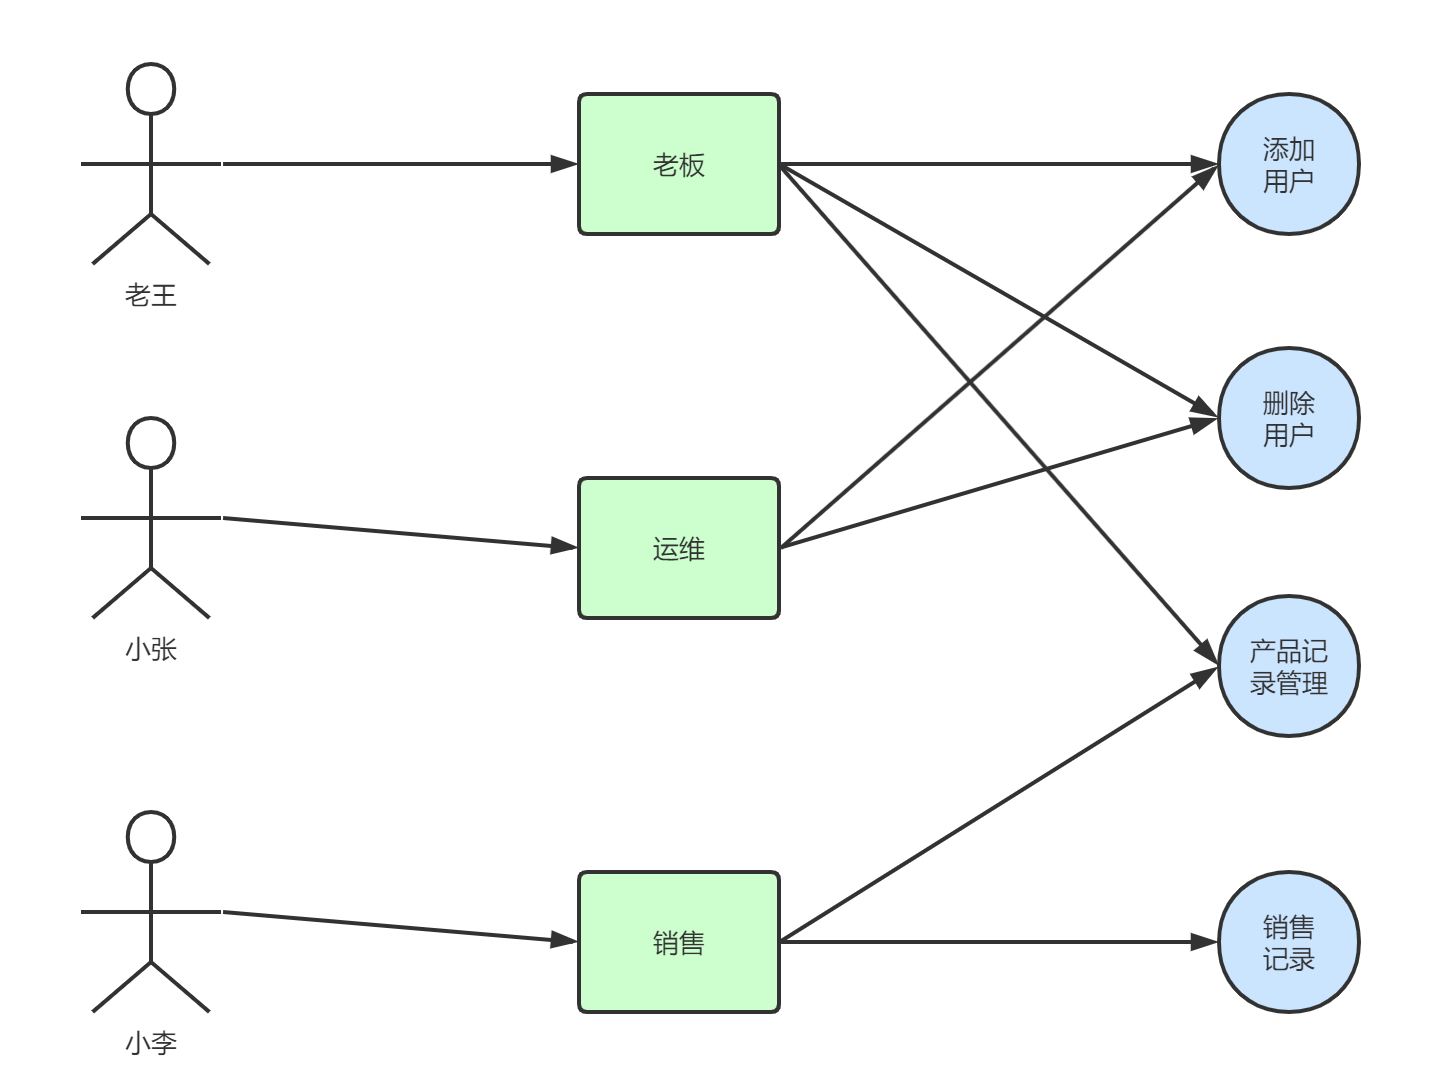 老板
添加
用户
老王
删除
用户
运维
小张
产品记
录管理
销售
销售
记录
小李